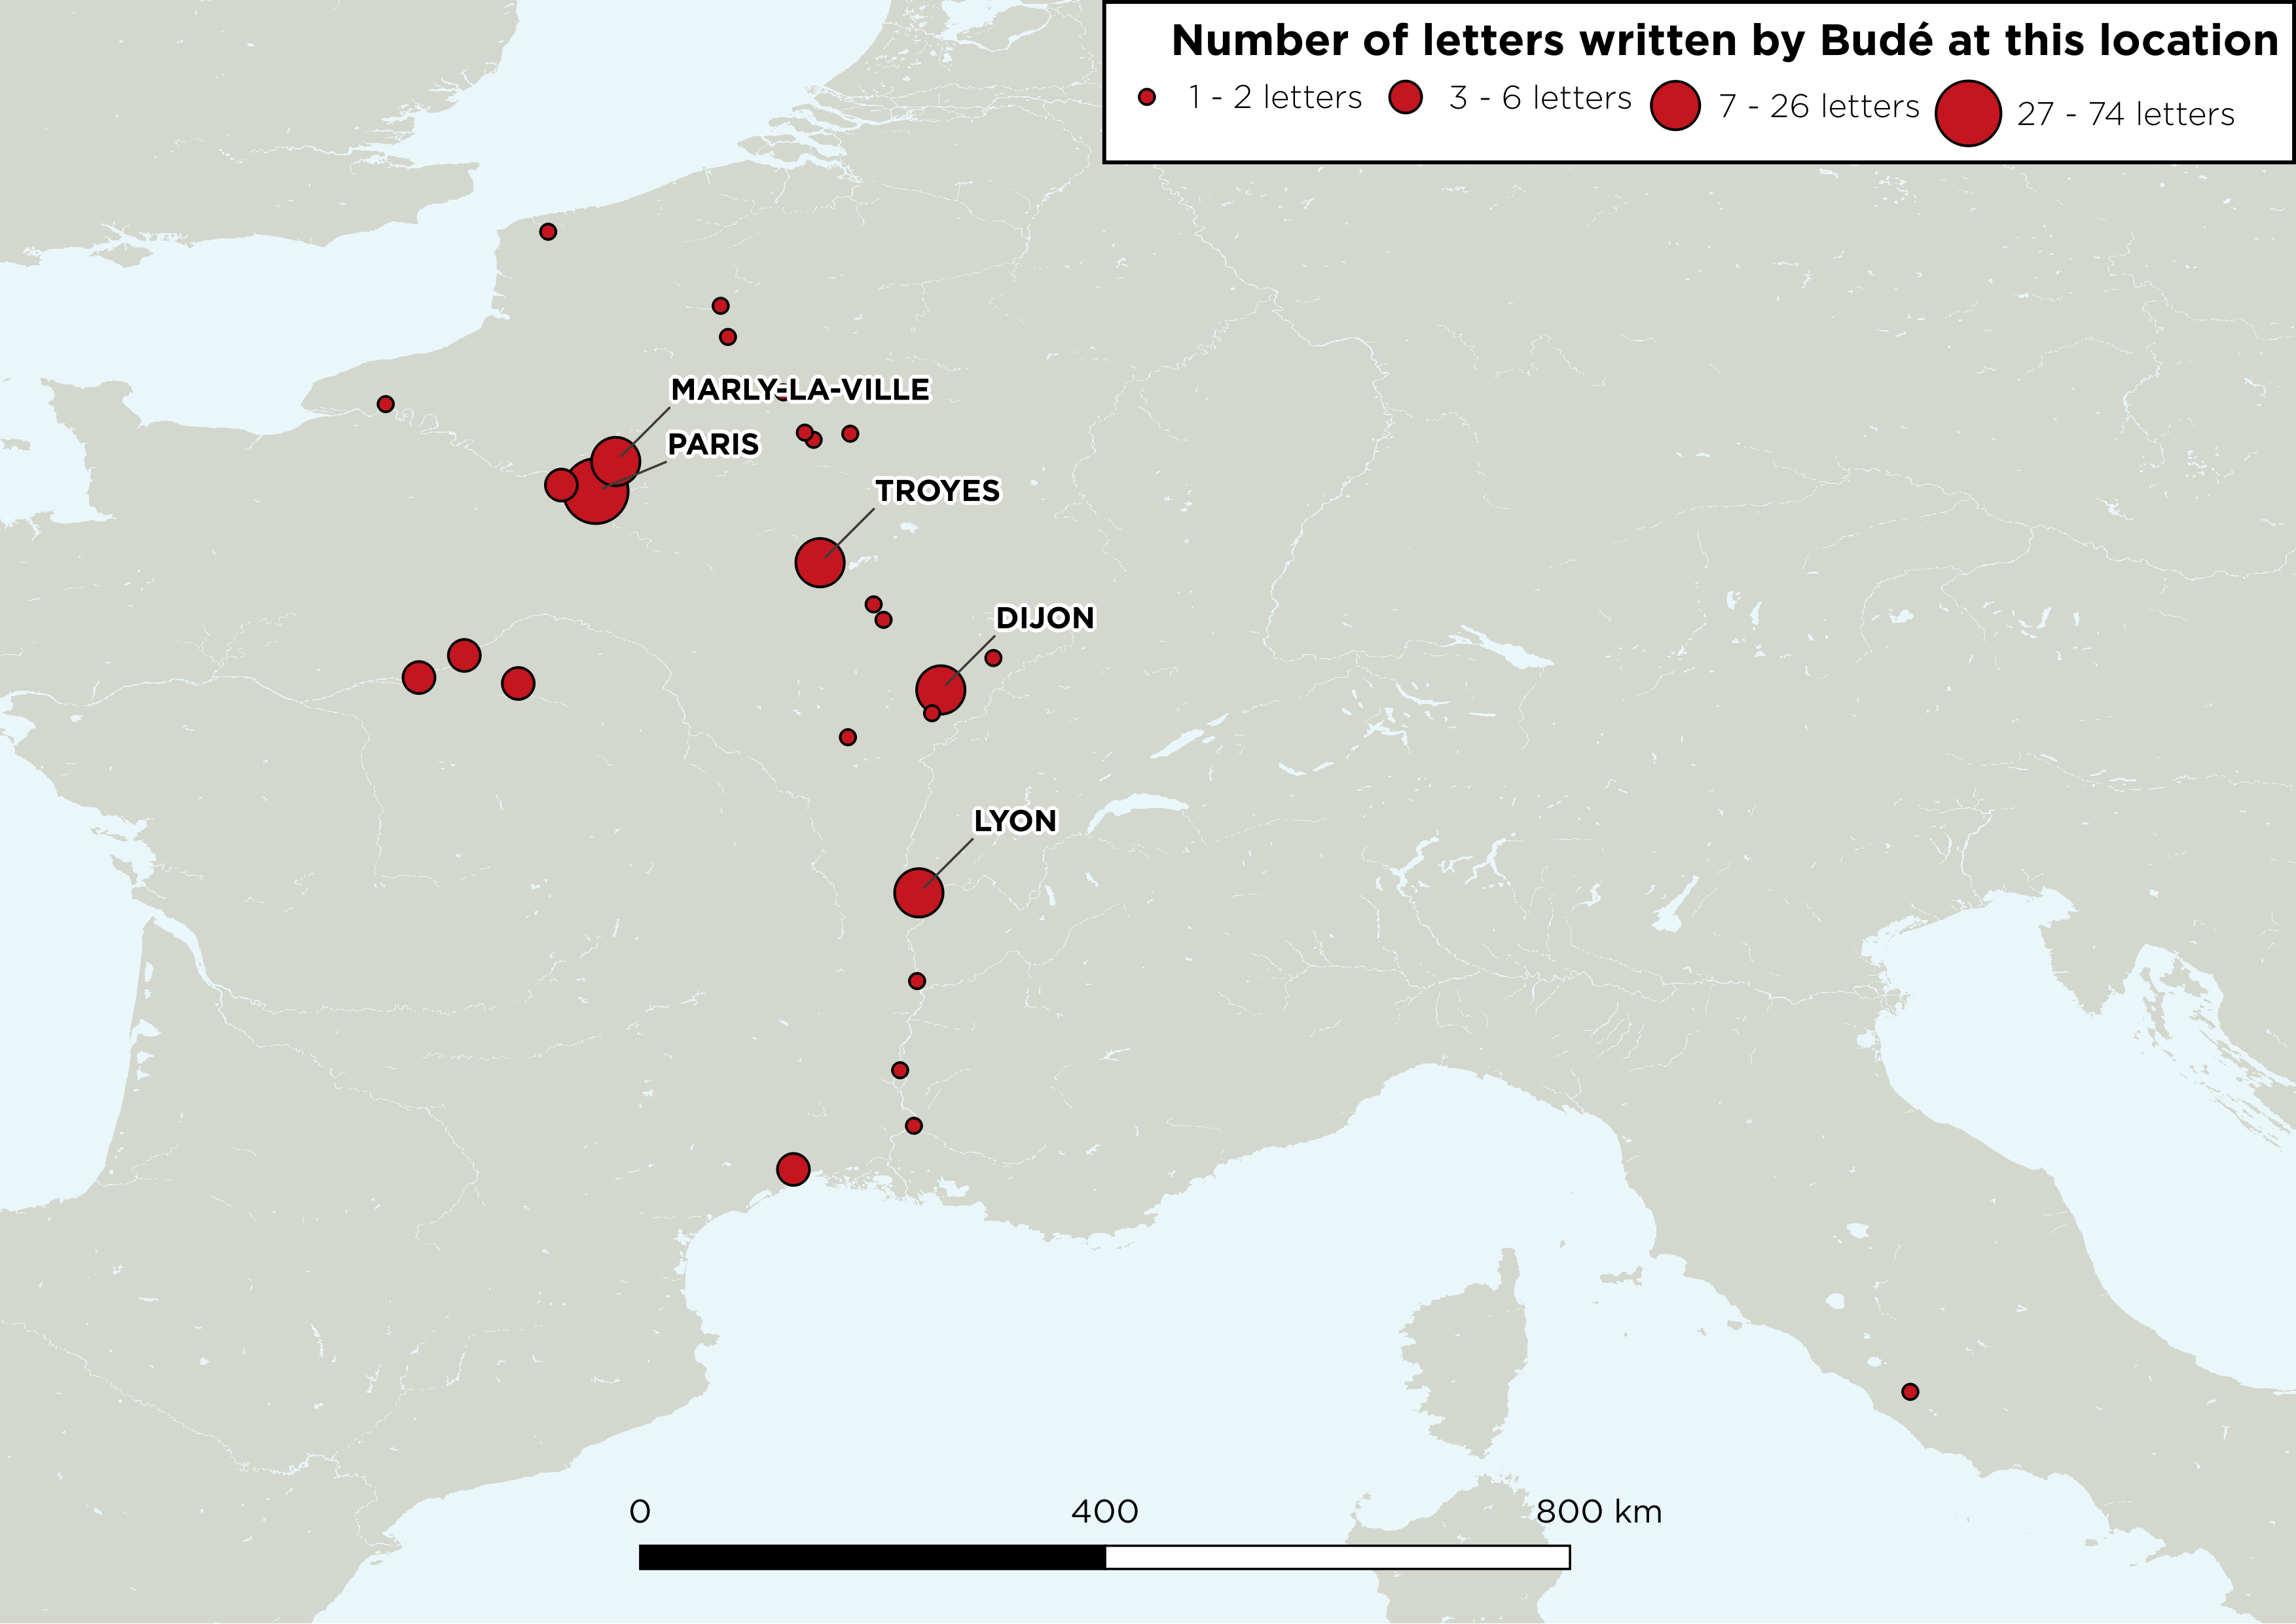 Number of letters written by Budé at this location
1 - 2 letters 3 - 6 letters 7 - 26 letters 27 - 74 letters
MARLY-LA-VILLE
PARIS
TROYES
DIJON
LYON
0 400 800 km